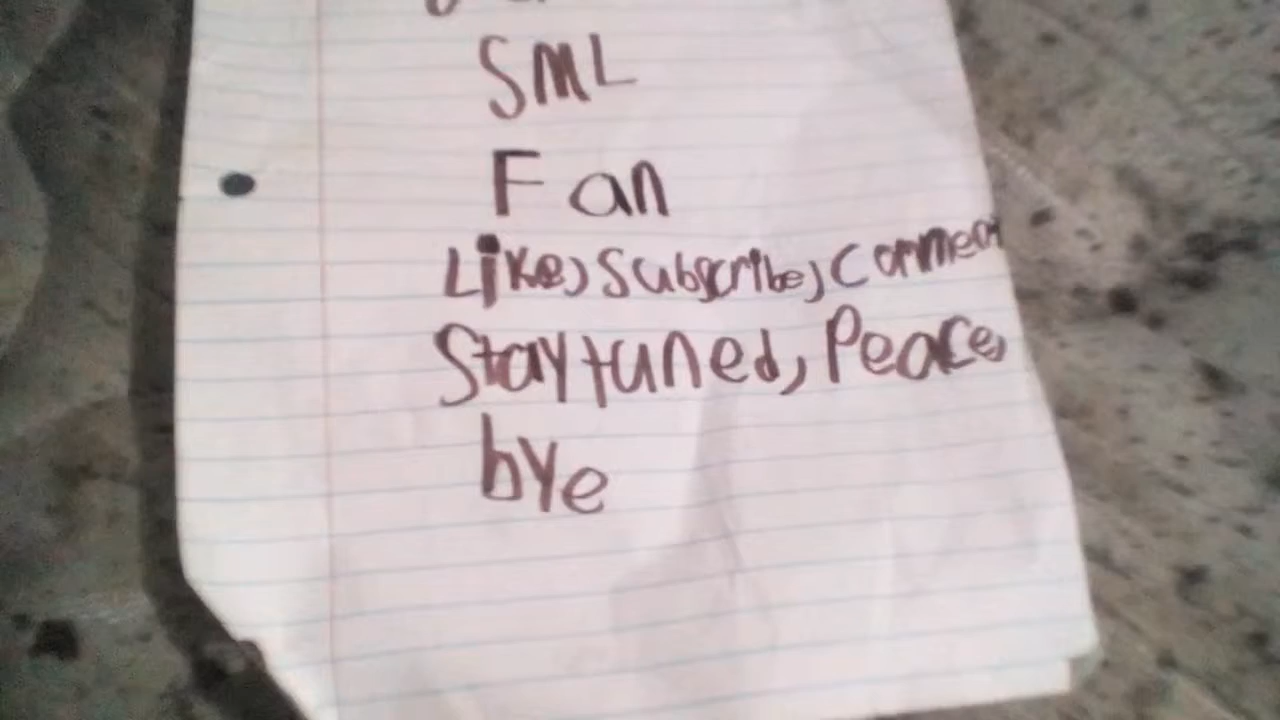 SML
Fan
Like, Subscribe, Comment
Stay tuned, Peace,
bye